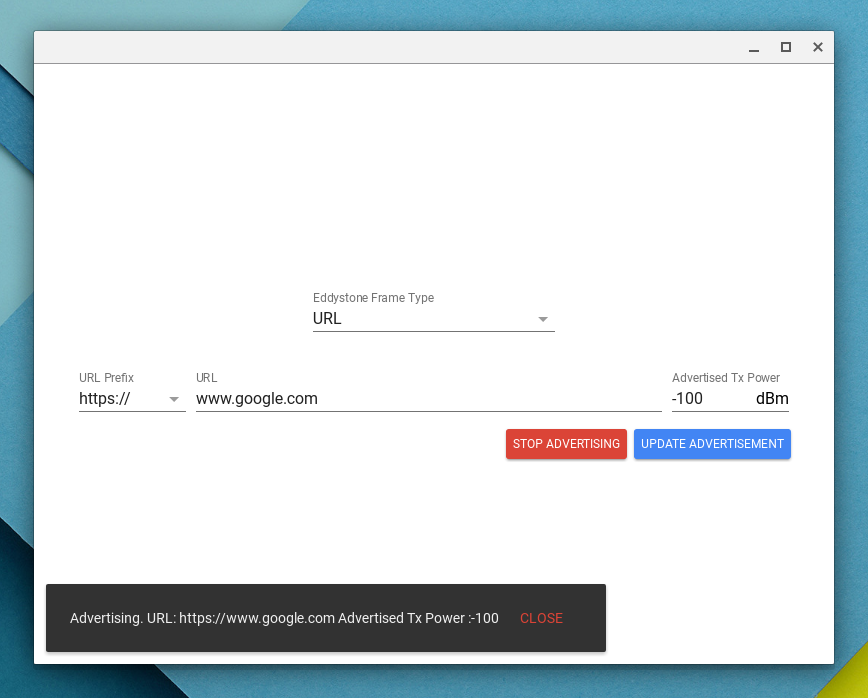 Eddystone Frame Type
URL
URL Prefix URL Advertised Tx Power
https:// www.google.com -100 dBm
STOP ADVERTISING UPDATE ADVERTISEMENT
Advertising. URL: https://www.google.com Advertised Tx Power :-100 CLOSE